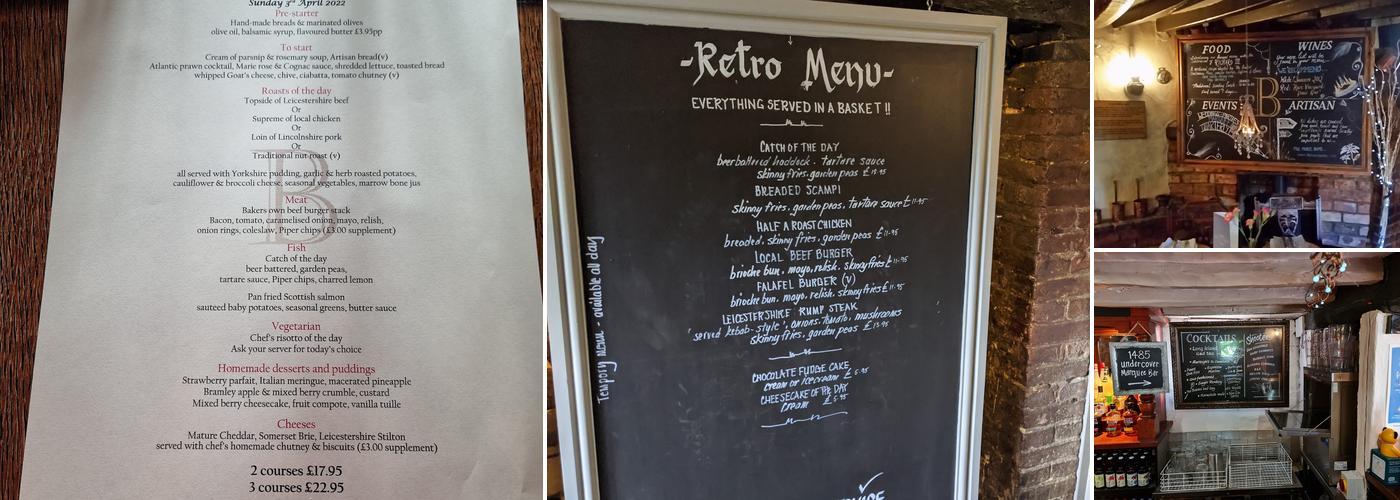 Sunday 3rd April 2022
Pre-starter
Hand-made breads & marinated olives
olive oil, balsamic syrup, flavoured butter £3.95pp
To start
Cream of parsnip & rosemary soup, Artisan bread(v)
Atlantic prawn cocktail, Marie rose & Cognac sauce, shredded lettuce, toasted bread
whipped Goat's cheese, chive, ciabatta, tomato chutney (v)
Roasts of the day
Topside of Leicestershire beef
Or
Supreme of local chicken
Or
Loin of Lincolnshire pork
Or
Traditional nut roast (v)
all served with Yorkshire pudding, garlic & herb roasted potatoes,
cauliflower & broccoli cheese, seasonal vegetables, marrow bone jus
Meat
Bakers own beef burger stack
Bacon, tomato, caramelised onion, mayo, relish,
onion rings, coleslaw, Piper chips (£3.00 supplement)
Fish
Catch of the day
beer battered, garden peas,
tartare sauce, Piper chips, charred lemon
Pan fried Scottish salmon
sauteed baby potatoes, seasonal greens, butter sauce
Vegetarian
Chef's risotto of the day
Ask your server for today's choice
Homemade desserts and puddings
Strawberry parfait, Italian meringue, macerated pineapple
Bramley apple & mixed berry crumble, custard
Mixed berry cheesecake, fruit compote, vanilla tuille
Cheeses
Mature Cheddar, Somerset Brie, Leicestershire Stilton
served with chef's homemade chutney & biscuits (£3.00 supplement)
2 courses £17.95
3 courses £22.95
B
-Retro Menu-
EVERYTHING SERVED IN A BASKET !!
CATCH OF THE DAY
beerbattered haddock. tartare sauce
skinny fries. garden peas £13.95
BREADED SCAMPI
skinny fries. garden peas. tartare sauce £11.95
HALF A ROAST CHICKEN
breaded. skinny fries. garden peas £11.95
LOCAL BEEF BURGER
brioche bun. mayo, relish. skinny fries £11.95
FALAFEL BURGER (v)
brioche bun. mayo. relish. skinny fries £11.95
LEICESTERSHIRE RUMP STEAK
served kebab-style, onions. tomato. mushrooms
skinny fries. garden peas £13.95
CHOCOLATE FUDGE CAKE
cream or icecream £5.95
CHEESECAKE OF THE DAY
cream £5.95
Tempory menu - available all day
FOOD
WINES
EVENTS
B
ARTISAN
COCKTAILS
1485
undercover
Marquee Bar